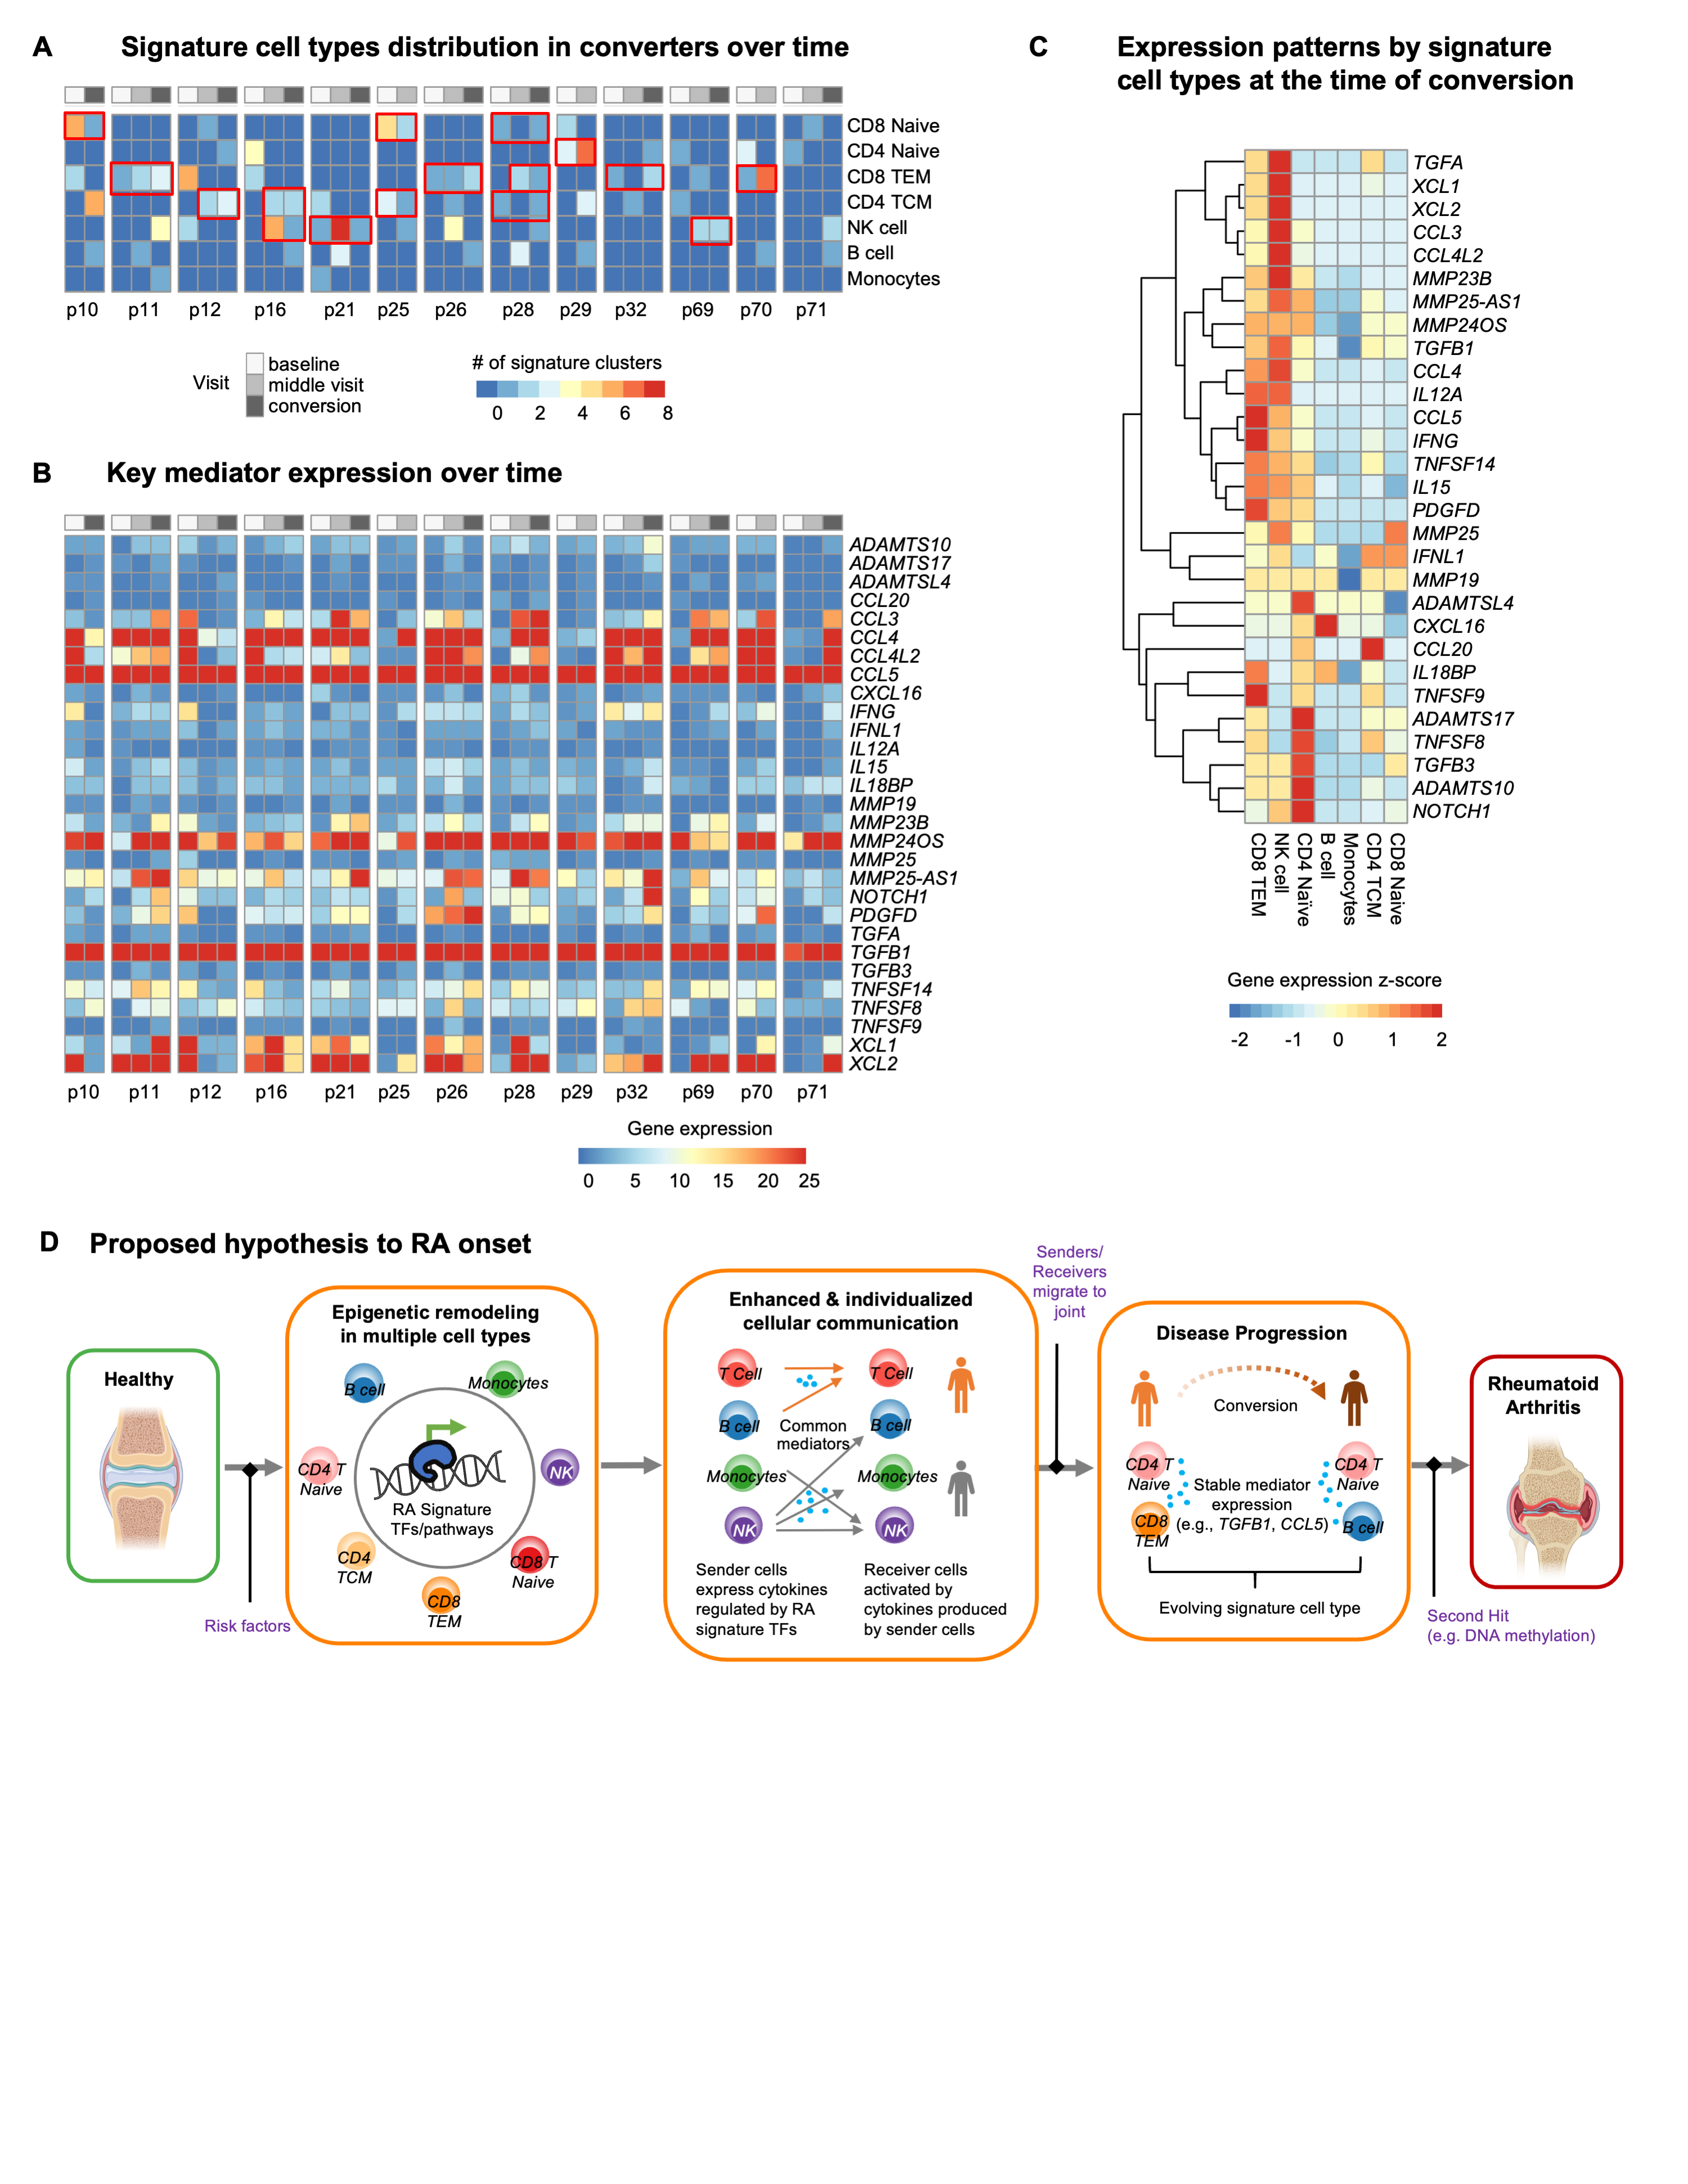 A
Signature cell types distribution in converters over time
CD8 Naive
CD4 Naive
CD8 TEM
CD4 TCM
NK cell
B cell
Monocytes
p10 p11 p12 p16 p21 p25 p26 p28 p29 p32 p69 p70 p71
Visit
baseline
middle visit
conversion
# of signature clusters
0 2 4 6 8
B
Key mediator expression over time
ADAMTS10
ADAMTS17
ADAMTSL4
CCL20
CCL3
CCL4
CCL4L2
CCL5
CXCL16
IFNG
IFNL1
IL12A
IL15
IL18BP
MMP19
MMP23B
MMP24OS
MMP25
MMP25-AS1
NOTCH1
PDGFD
TGFA
TGFB1
TGFB3
TNFSF14
TNFSF8
TNFSF9
XCL1
XCL2
p10 p11 p12 p16 p21 p25 p26 p28 p29 p32 p69 p70 p71
Gene expression
0 5 10 15 20 25
C
Expression patterns by signature
cell types at the time of conversion
TGFA
XCL1
XCL2
CCL3
CCL4L2
MMP23B
MMP25-AS1
MMP24OS
TGFB1
CCL4
IL12A
CCL5
IFNG
TNFSF14
IL15
PDGFD
MMP25
IFNL1
MMP19
ADAMTSL4
CXCL16
CCL20
IL18BP
TNFSF9
ADAMTS17
TNFSF8
TGFB3
ADAMTS10
NOTCH1
CD8 TEM
NK cell
CD4 Naïve
B cell
Monocytes
CD4 TCM
CD8 Naive
Gene expression z-score
-2 -1 0 1 2
D
Proposed hypothesis to RA onset
Healthy
Risk factors
Epigenetic remodeling
in multiple cell types
B cell
Monocytes
CD4 T
Naive
NK
RA Signature
TFs/pathways
CD4
TCM
CD8
TEM
CD8 T
Naive
Enhanced & individualized
cellular communication
T Cell
T Cell
B cell
B cell
Common
mediators
Monocytes
Monocytes
NK
NK
Sender cells
express cytokines
regulated by RA
signature TFs
Receiver cells
activated by
cytokines produced
by sender cells
Senders/
Receivers
migrate to
joint
Disease Progression
Conversion
CD4 T
Naive
CD4 T
Naive
Stable mediator
expression
(e.g., TGFB1, CCL5)
CD8
TEM
B cell
Evolving signature cell type
Second Hit
(e.g. DNA methylation)
Rheumatoid
Arthritis